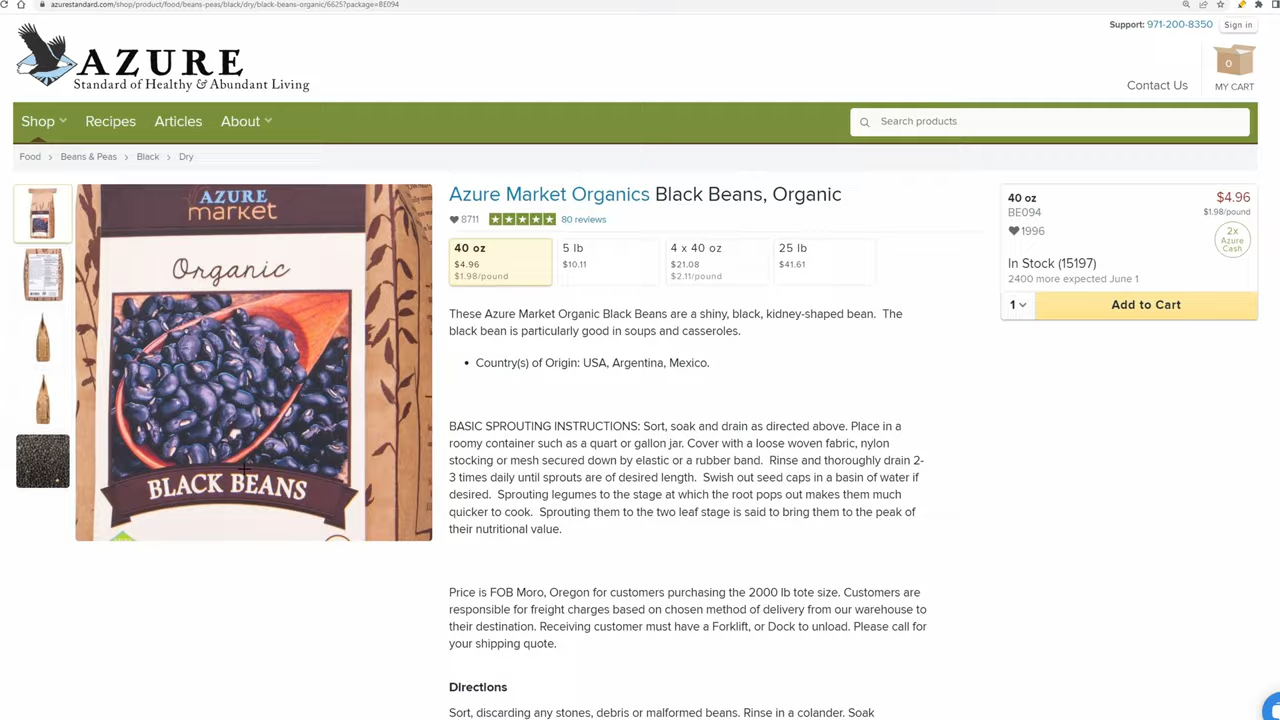 azurestandard.com/shop/product/food/beans-peas/black/dry/black-beans-organic/6625?package=BE094
Support: 971-200-8350 Sign in
AZURE
Standard of Healthy & Abundant Living
Contact Us
0
MY CART
Shop Recipes Articles About
Search products
Food > Beans & Peas > Black > Dry
AZURE
market
Organic
BLACK BEANS
Azure Market Organics Black Beans, Organic
8711 80 reviews
40 oz
$4.96
$1.98/pound
5 lb
$10.11
4 x 40 oz
$21.08
$2.11/pound
25 lb
$41.61
These Azure Market Organic Black Beans are a shiny, black, kidney-shaped bean. The
black bean is particularly good in soups and casseroles.
• Country(s) of Origin: USA, Argentina, Mexico.
BASIC SPROUTING INSTRUCTIONS: Sort, soak and drain as directed above. Place in a
roomy container such as a quart or gallon jar. Cover with a loose woven fabric, nylon
stocking or mesh secured down by elastic or a rubber band. Rinse and thoroughly drain 2-
3 times daily until sprouts are of desired length. Swish out seed caps in a basin of water if
desired. Sprouting legumes to the stage at which the root pops out makes them much
quicker to cook. Sprouting them to the two leaf stage is said to bring them to the peak of
their nutritional value.
Price is FOB Moro, Oregon for customers purchasing the 2000 lb tote size. Customers are
responsible for freight charges based on chosen method of delivery from our warehouse to
their destination. Receiving customer must have a Forklift, or Dock to unload. Please call for
your shipping quote.
Directions
Sort, discarding any stones, debris or malformed beans. Rinse in a colander. Soak
40 oz $4.96
BE094 $1.98/pound
1996
2x
Azure
Cash
In Stock (15197)
2400 more expected June 1
1 Add to Cart